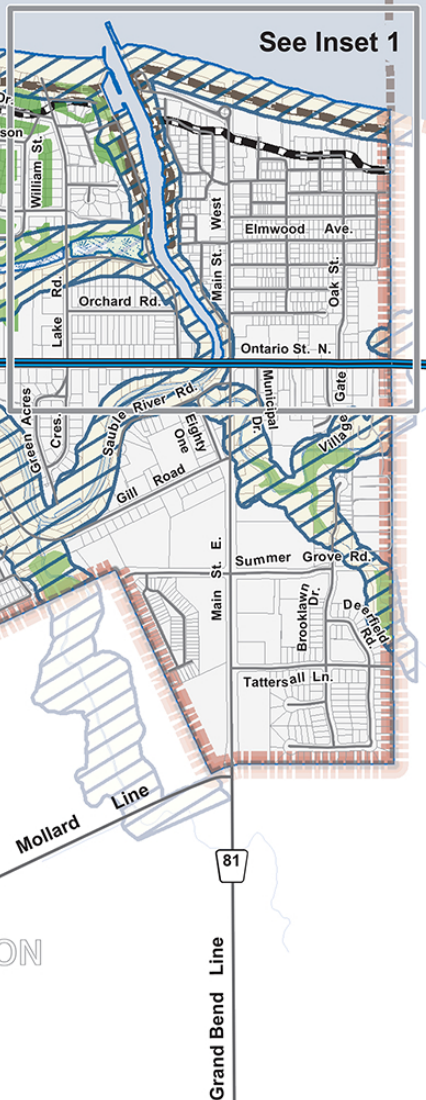 See Inset 1
Dr.
son
William St.
West
Elmwood Ave.
Main St.
Oak St.
Lake Rd.
Orchard Rd.
Ontario St. N.
Green Acres
Cres.
Sauble River Rd.
Municipal
Dr.
Gate
Village
Eighty
One
Gill Road
Main St. E.
Summer Grove Rd.
Brooklawn
Dr.
Deerfield
Rd.
Tattersall Ln.
Mollard Line
81
ON
Grand Bend Line